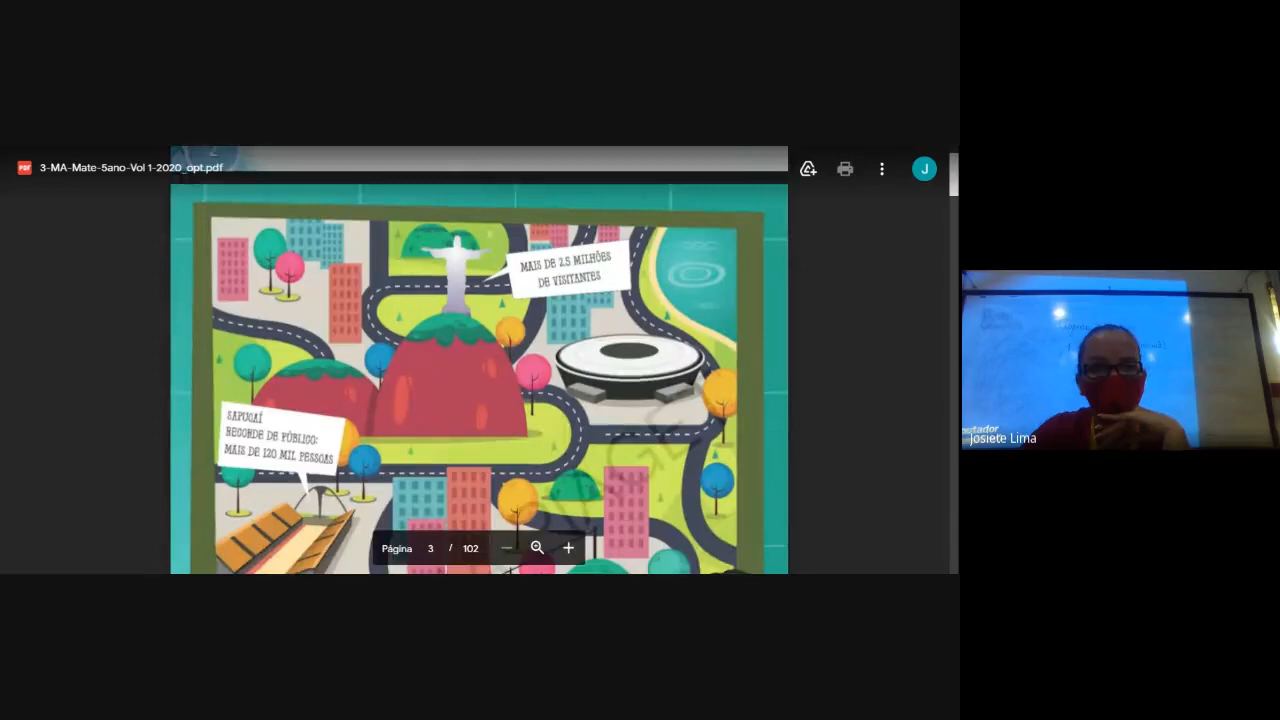 3-MA-Mate-5ano-Vol 1-2020_opt.pdf
J
MAIS DE 2,5 MILHÕES
DE VISITANTES
SAPUCAÍ
RECORDE DE PÚBLICO:
MAIS DE 120 MIL PESSOAS
Página 3 / 102
Josiete Lima